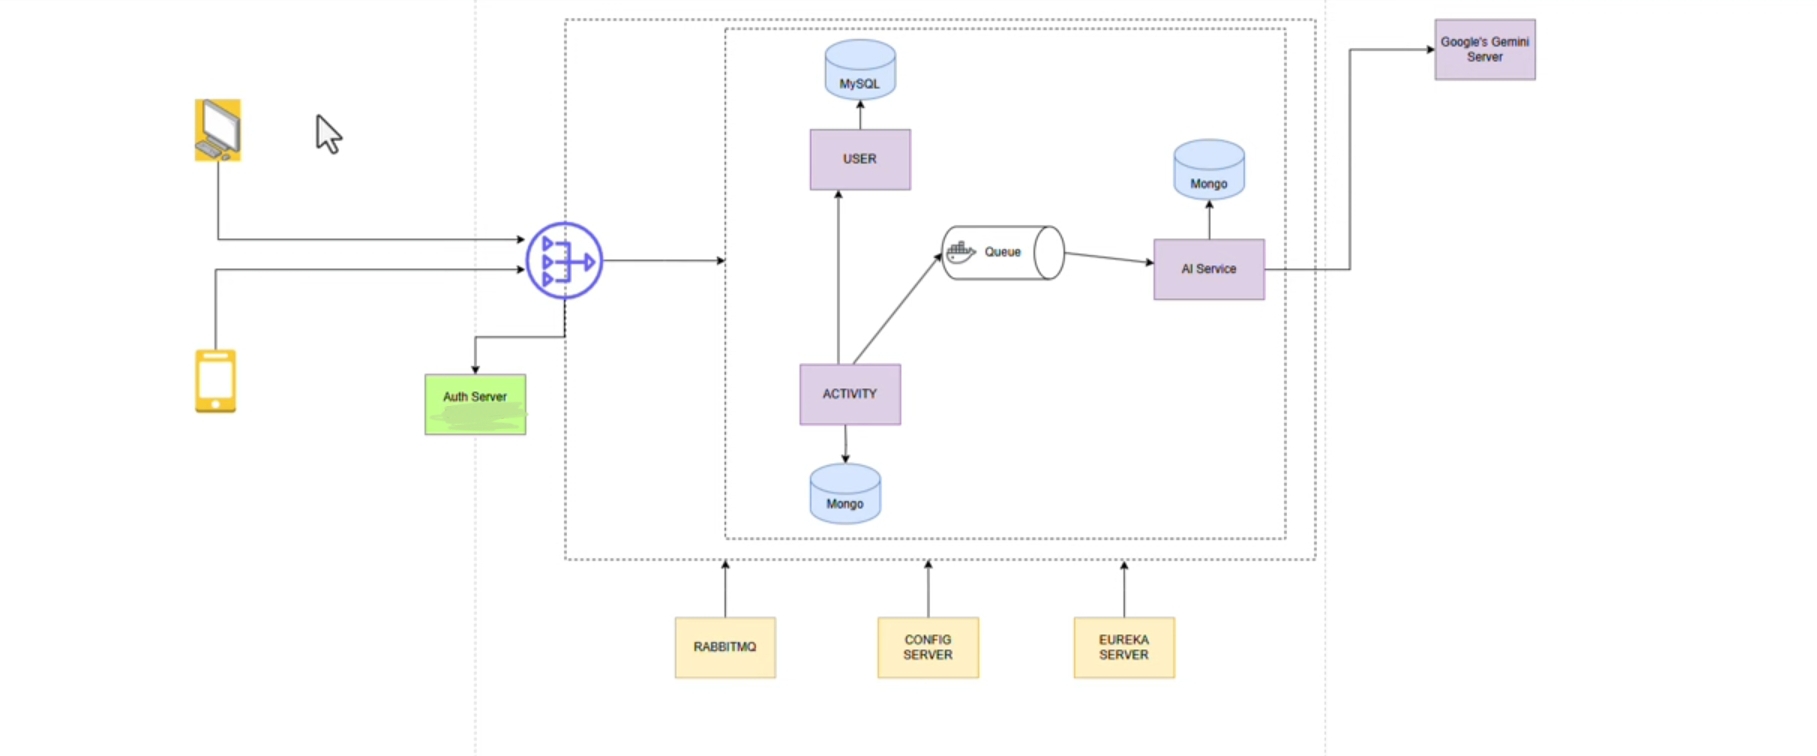 Google's Gemini
Server
MySQL
USER
Mongo
Queue
AI Service
Auth Server
ACTIVITY
Mongo
RABBITMQ
CONFIG
SERVER
EUREKA
SERVER